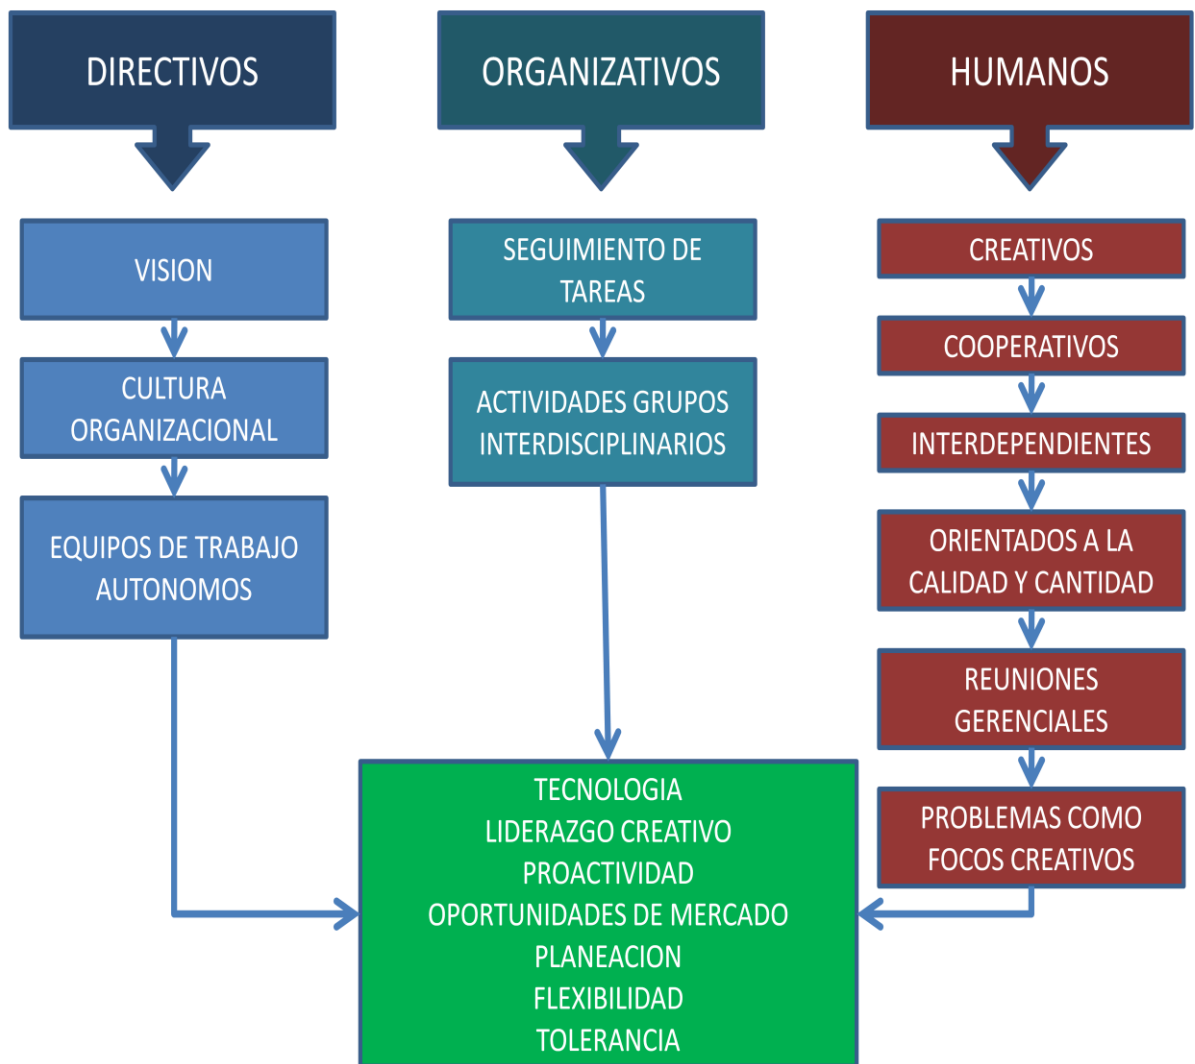 DIRECTIVOS
VISION
CULTURA
ORGANIZACIONAL
EQUIPOS DE TRABAJO
AUTONOMOS
ORGANIZATIVOS
SEGUIMIENTO DE
TAREAS
ACTIVIDADES GRUPOS
INTERDISCIPLINARIOS
HUMANOS
CREATIVOS
COOPERATIVOS
INTERDEPENDIENTES
ORIENTADOS A LA
CALIDAD Y CANTIDAD
REUNIONES
GERENCIALES
PROBLEMAS COMO
FOCOS CREATIVOS
TECNOLOGIA
LIDERAZGO CREATIVO
PROACTIVIDAD
OPORTUNIDADES DE MERCADO
PLANEACION
FLEXIBILIDAD
TOLERANCIA